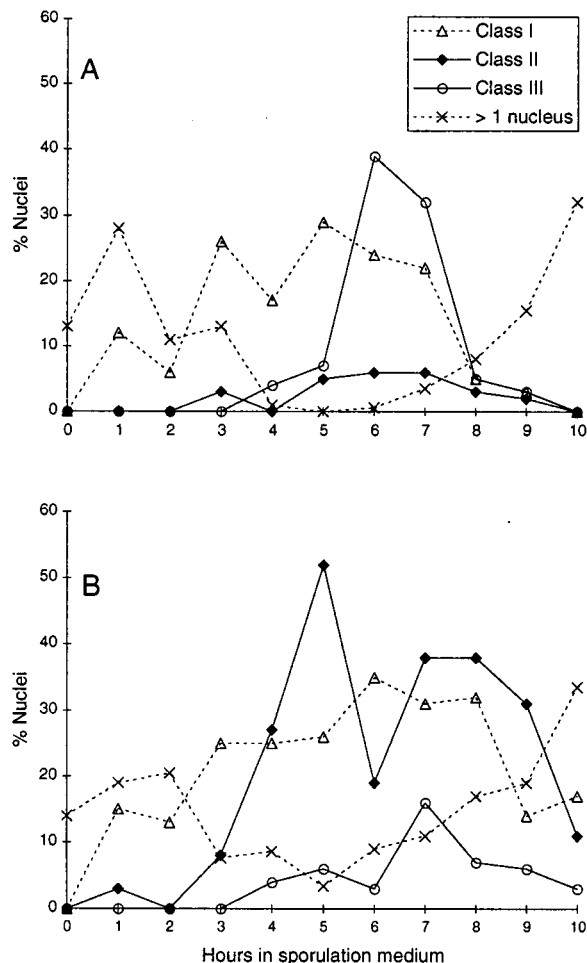 60
50
40
30
20
10
0
% Nuclei
A
Class I
Class II
Class III
> 1 nucleus
0 1 2 3 4 5 6 7 8 9 10
60
50
40
30
20
10
0
% Nuclei
B
0 1 2 3 4 5 6 7 8 9 10
Hours in sporulation medium